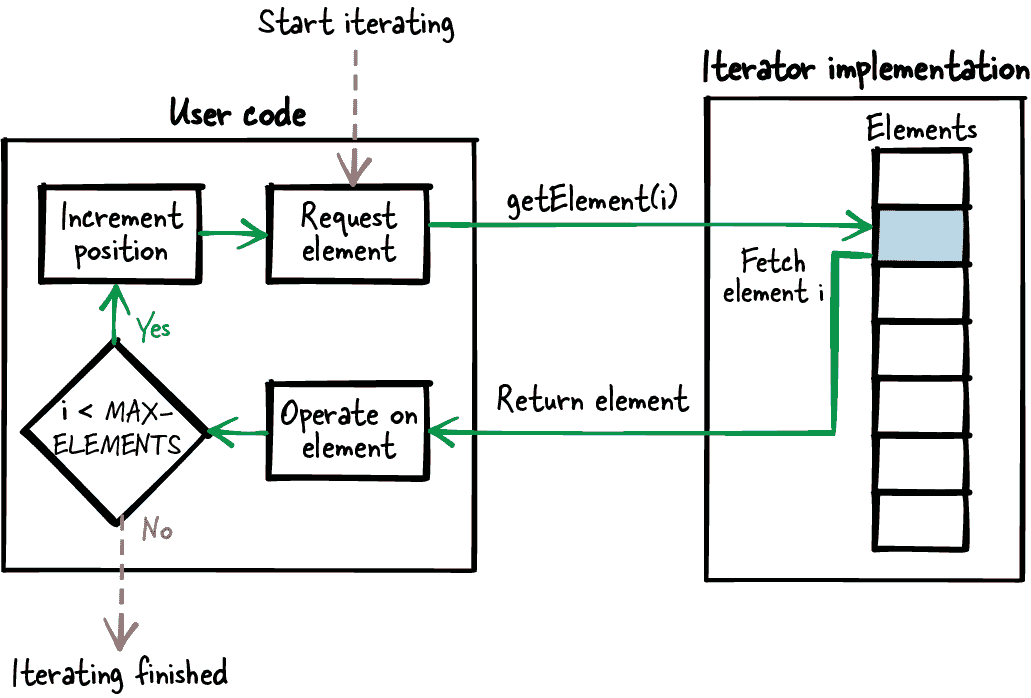 Start iterating
User code
Iterator implementation
Elements
Increment
position
Request
element
getElement(i)
Fetch
element i
Yes
i < MAX-
ELEMENTS
Operate on
element
Return element
No
Iterating finished